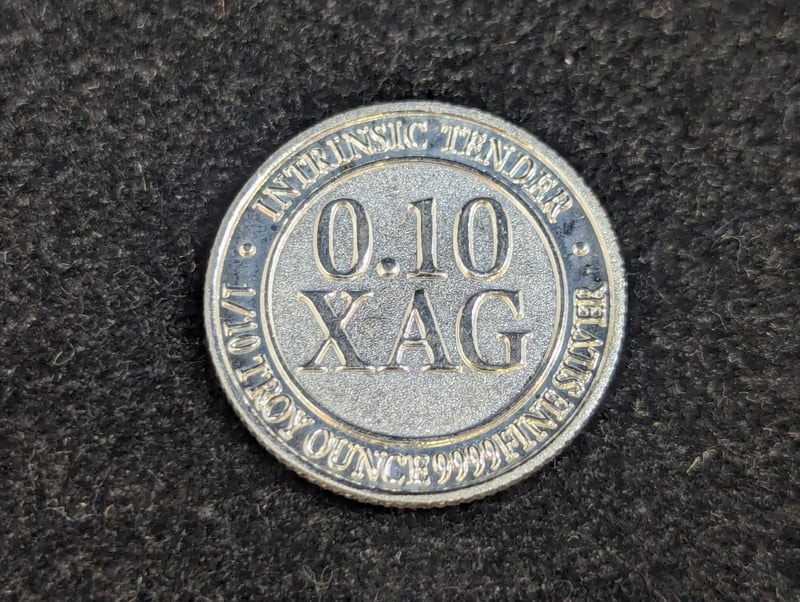 INTRINSIC TENDER
0.10
XAG
1/10 TROY OUNCE 9999 FINE SILVER